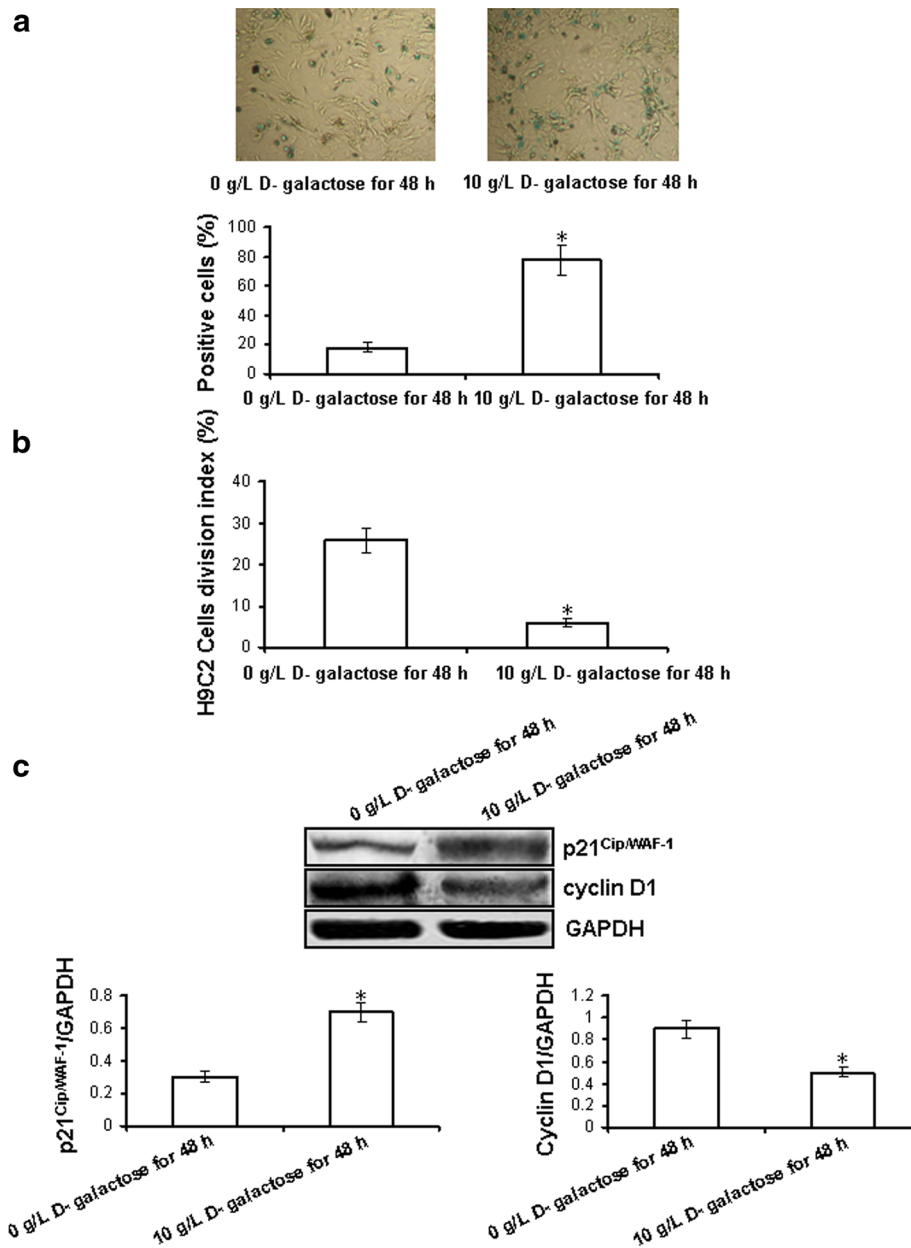 a
0 g/L D- galactose for 48 h
10 g/L D- galactose for 48 h
Positive cells (%)
100
80
60
40
20
0
*
0 g/L D- galactose for 48 h
10 g/L D- galactose for 48 h
b
H9C2 Cells division index (%)
40
30
20
10
0
*
0 g/L D- galactose for 48 h
10 g/L D- galactose for 48 h
c
0 g/L D- galactose for 48 h
10 g/L D- galactose for 48 h
p21Cip/WAF-1
cyclin D1
GAPDH
p21Cip/WAF-1/GAPDH
0.8
0.6
0.4
0.2
0
*
0 g/L D- galactose for 48 h
10 g/L D- galactose for 48 h
Cyclin D1/GAPDH
1.2
1
0.8
0.6
0.4
0.2
0
*
0 g/L D- galactose for 48 h
10 g/L D- galactose for 48 h